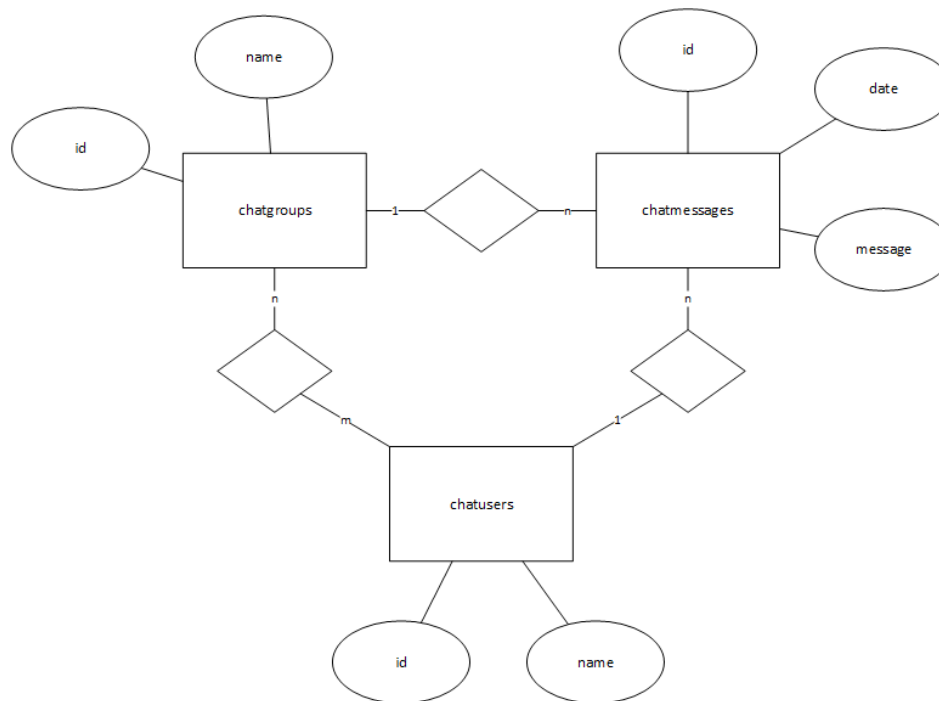 name
id
date
id
chatgroups
1
n
chatmessages
message
n
n
m
1
chatusers
id
name